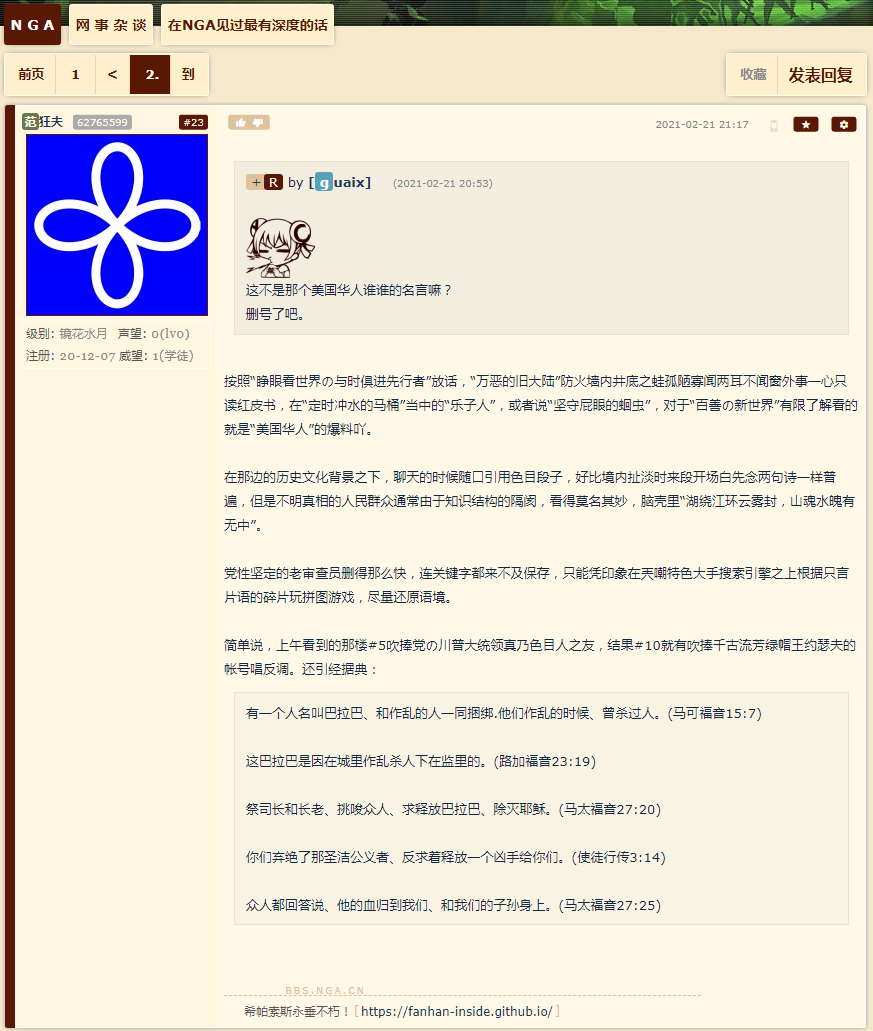 NGA 网事杂谈 在NGA见过最有深度的话
前页 1 < 2. 到 收藏 发表回复
范狂夫 62765599 #23 2021-02-21 21:17
+ R by [guaix] (2021-02-21 20:53)
这不是那个美国华人谁谁的名言嘛？
删号了吧。
级别: 镜花水月 声望: 0(lv0)
注册: 20-12-07 威望: 1(学徒)
按照“睁眼看世界の与时俱进先行者”放话，“万恶的旧大陆”防火墙内井底之蛙孤陋寡闻两耳不闻窗外事一心只
读红皮书，在“定时冲水的马桶”当中的“乐子人”，或者说“坚守屁眼的蛔虫”，对于“百善の新世界”有限了解看的
就是“美国华人”的爆料吖。
在那边的历史文化背景之下，聊天的时候随口引用色目段子，好比境内扯淡时来段开场白先念两句诗一样普
遍，但是不明真相的人民群众通常由于知识结构的隔阂，看得莫名其妙，脑壳里“湖绕江环云雾封，山魂水魄有
无中”。
党性坚定的老审查员删得那么快，连关键字都来不及保存，只能凭印象在兲嘲特色大手搜索引擎之上根据只言
片语的碎片玩拼图游戏，尽量还原语境。
简单说，上午看到的那楼#5吹捧党の川普大统领真乃色目人之友，结果#10就有吹捧千古流芳绿帽王约瑟夫的
帐号唱反调。还引经据典：
有一个人名叫巴拉巴、和作乱的人一同捆绑.他们作乱的时候、曾杀过人。(马可福音15:7)
这巴拉巴是因在城里作乱杀人下在监里的。(路加福音23:19)
祭司长和长老、挑唆众人、求释放巴拉巴、除灭耶稣。(马太福音27:20)
你们弃绝了那圣洁公义者、反求着释放一个凶手给你们。(使徒行传3:14)
众人都回答说、他的血归到我们、和我们的子孙身上。(马太福音27:25)
BBS.NGA.CN
希帕索斯永垂不朽！[https://fanhan-inside.github.io/]